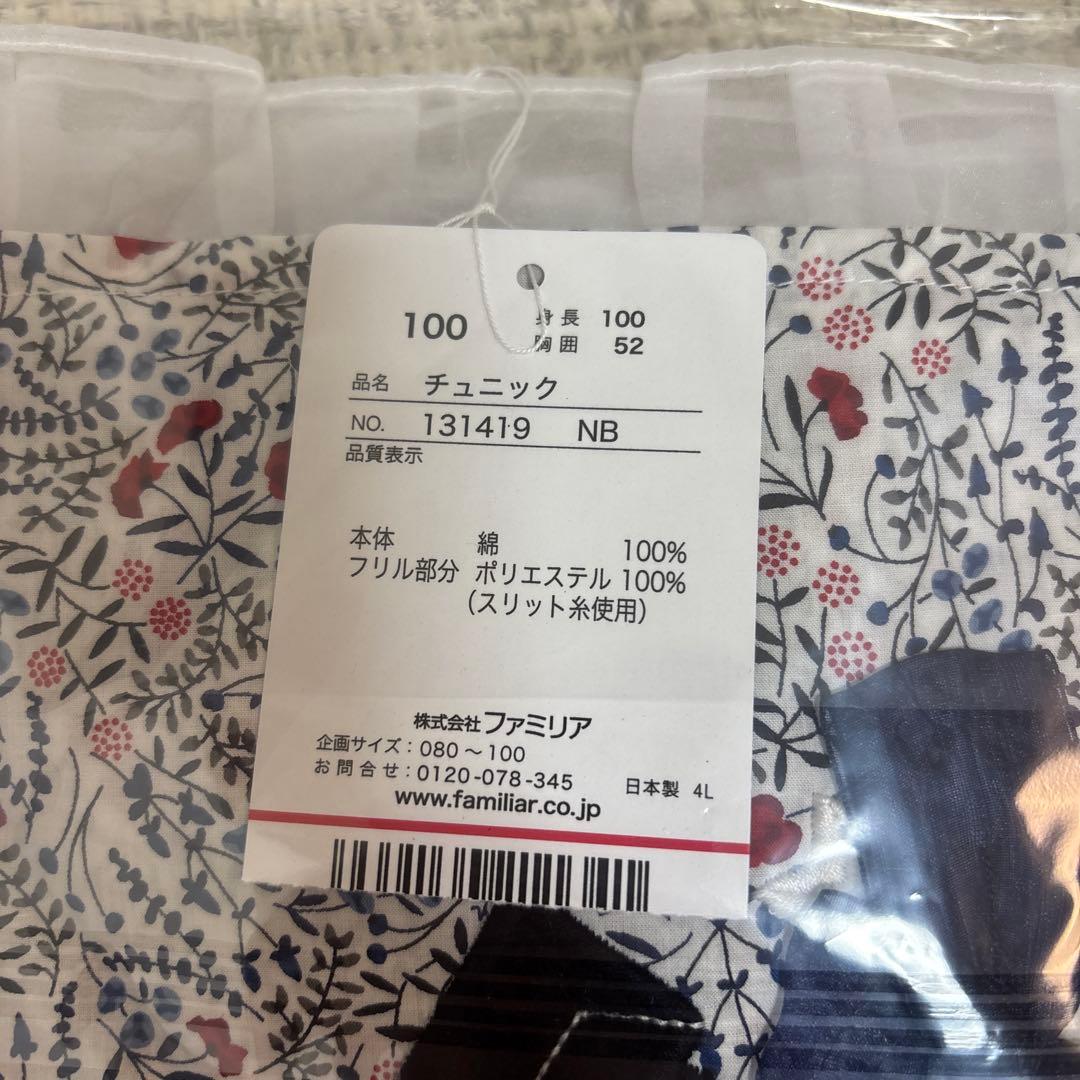 100
身長 100
胸囲 52
品名 チュニック
NO. 131419 NB
品質表示
本体 綿 100%
フリル部分 ポリエステル 100%
(スリット糸使用)
株式会社 ファミリア
企画サイズ：080～100
お問合せ：0120-078-345 日本製 4L
www.familiar.co.jp